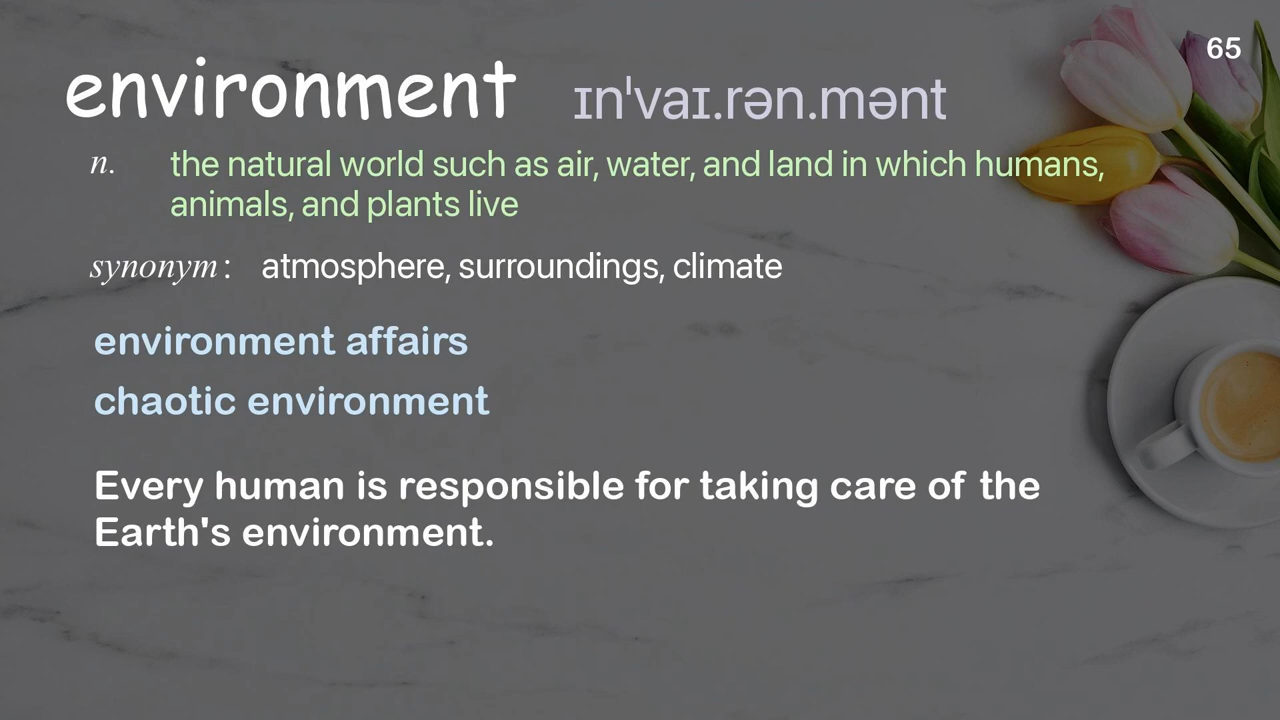 65
environment ɪn'vaɪ.rən.mənt
n. the natural world such as air, water, and land in which humans,
animals, and plants live
synonym: atmosphere, surroundings, climate
environment affairs
chaotic environment
Every human is responsible for taking care of the
Earth's environment.